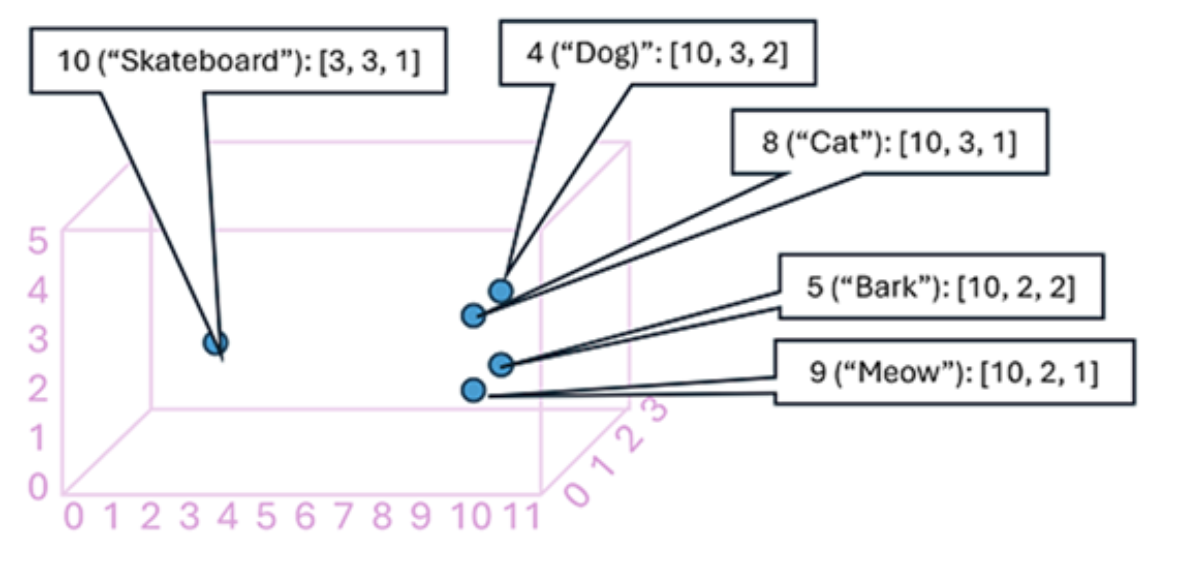 10 (“Skateboard”): [3, 3, 1]
4 (“Dog)”: [10, 3, 2]
8 (“Cat”): [10, 3, 1]
5 (“Bark”): [10, 2, 2]
9 (“Meow”): [10, 2, 1]
5
4
3
2
1
0
0 1 2 3 4 5 6 7 8 9 10 11
0 1 2 3